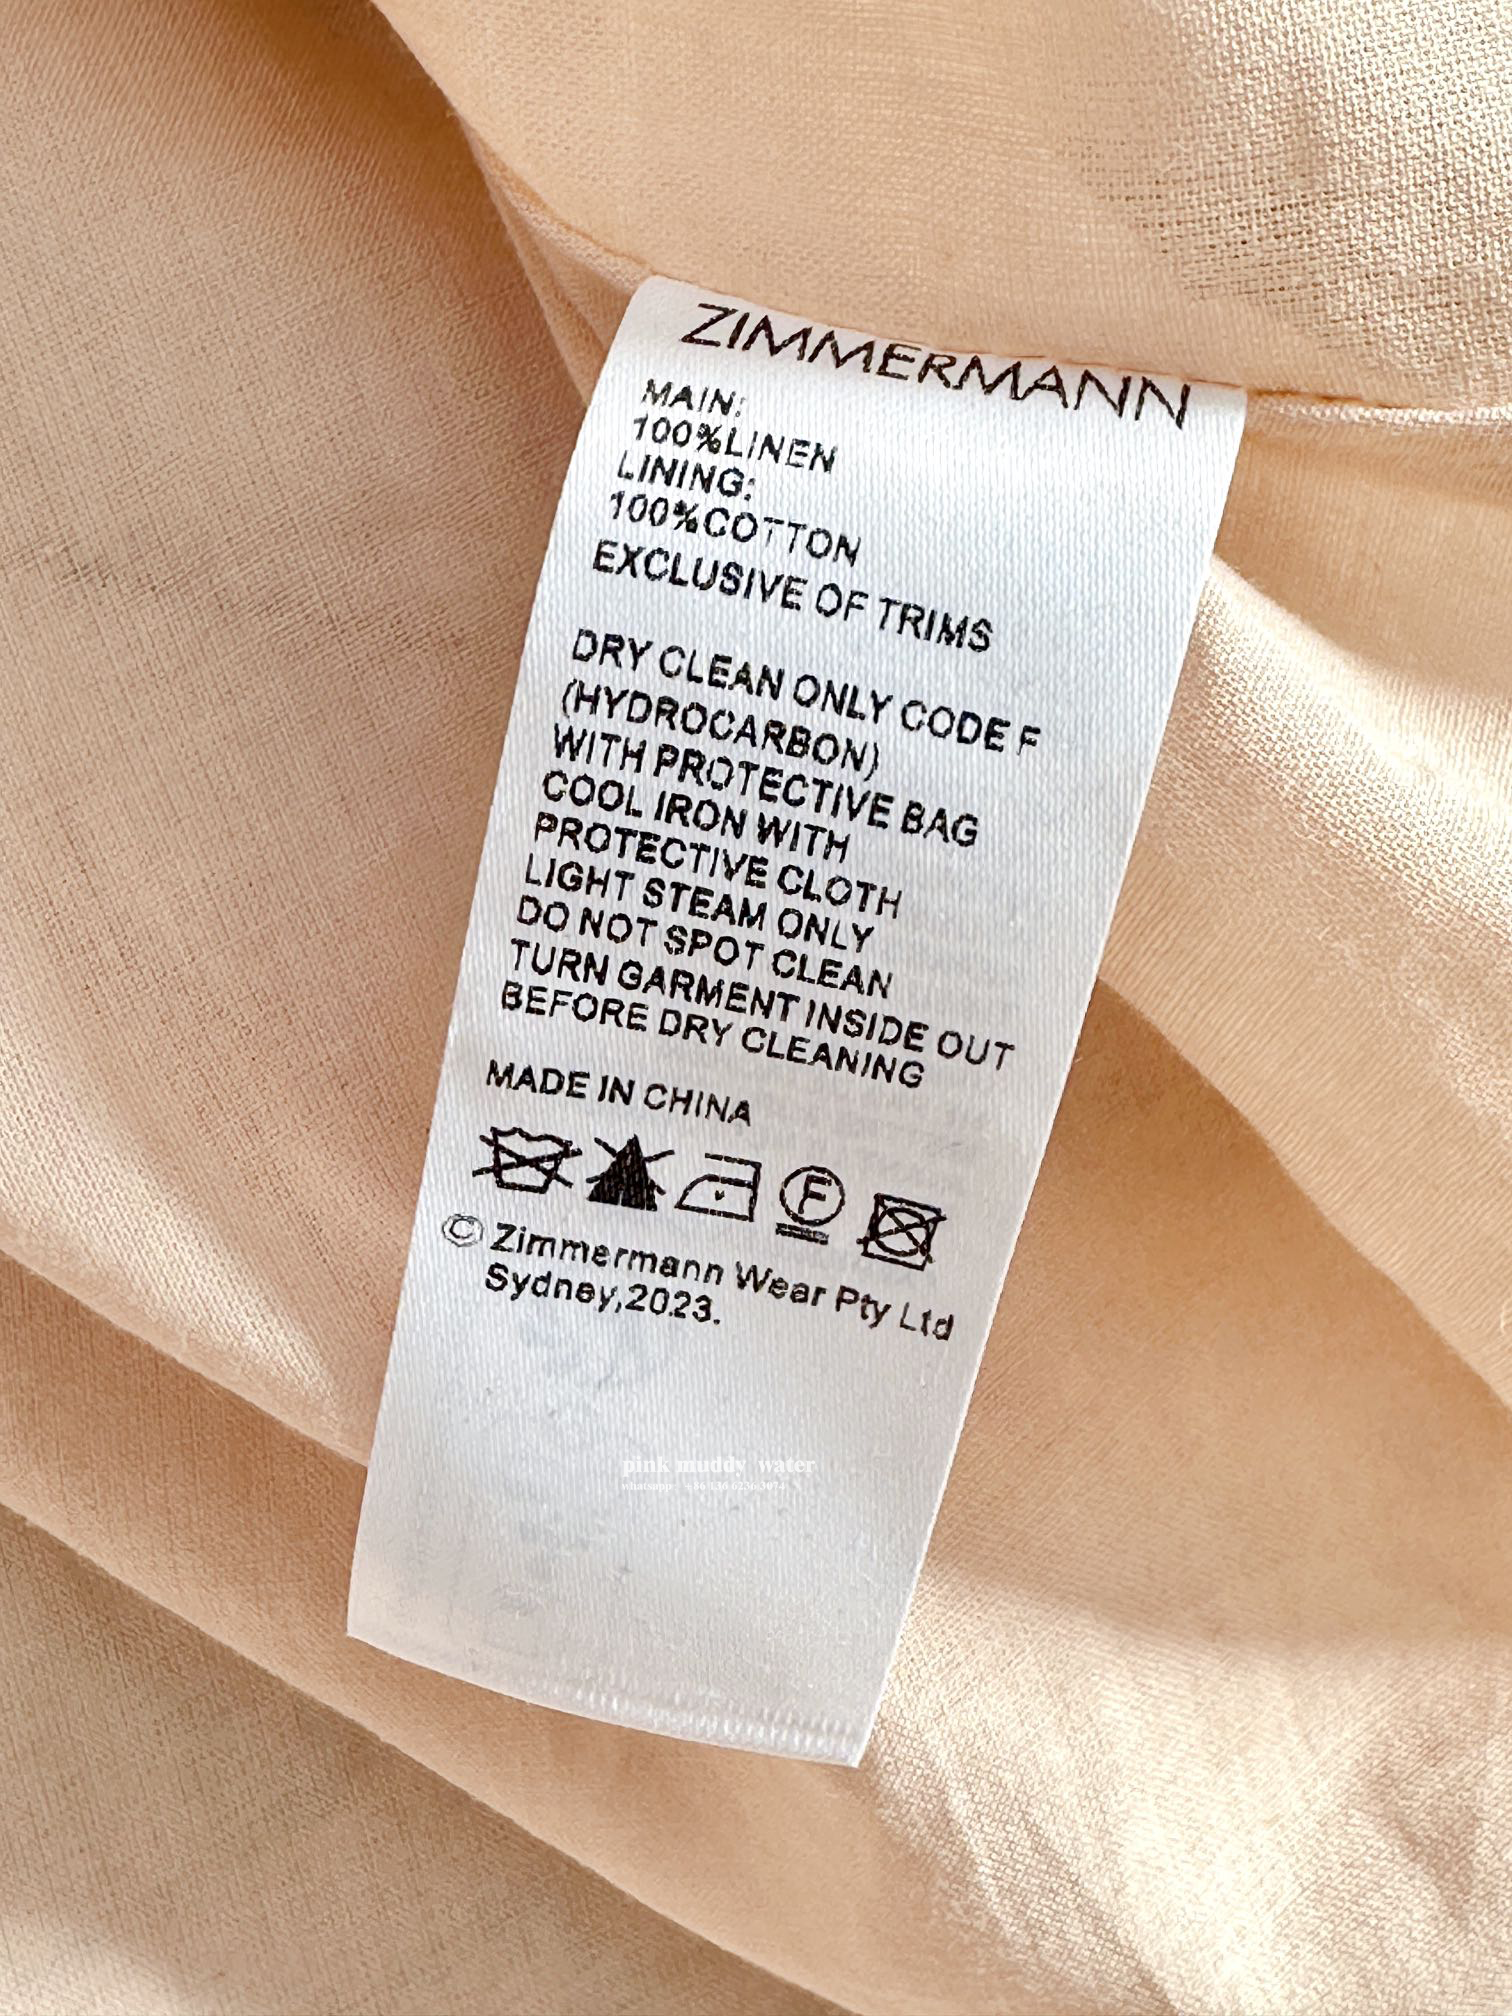 ZIMMERMANN
MAIN:
100%LINEN
LINING:
100%COTTON
EXCLUSIVE OF TRIMS
DRY CLEAN ONLY CODE F
(HYDROCARBON)
WITH PROTECTIVE BAG
COOL IRON WITH
PROTECTIVE CLOTH
LIGHT STEAM ONLY
DO NOT SPOT CLEAN
TURN GARMENT INSIDE OUT
BEFORE DRY CLEANING
MADE IN CHINA
F
© Zimmermann Wear Pty Ltd
Sydney,2023.
pink muddy water
whatsapp